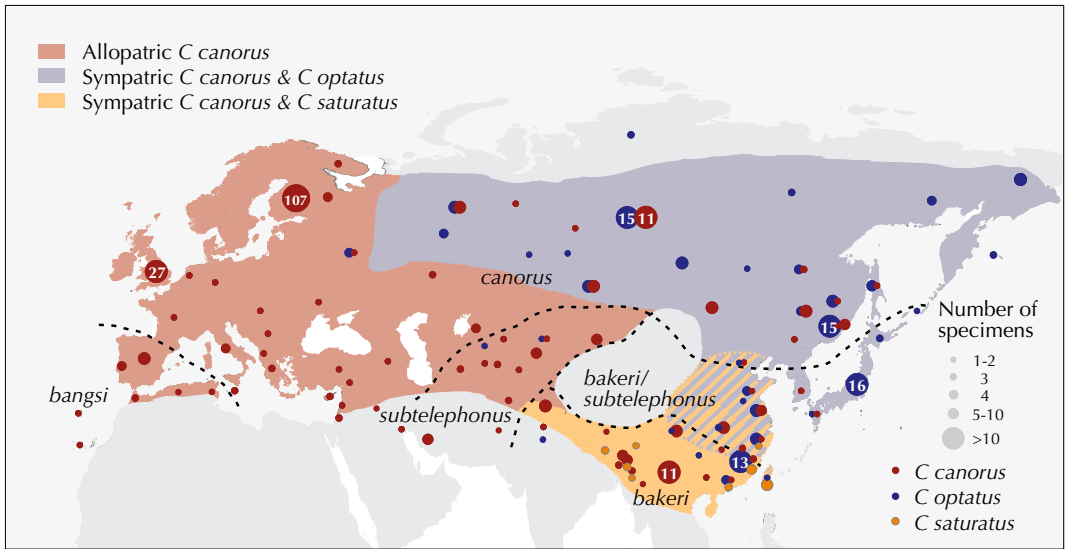 Allopatric C canorus
Sympatric C canorus & C optatus
Sympatric C canorus & C saturatus
107
15 11
27
canorus
Number of
specimens
1-2
3
4
5-10
>10
15
16
bangsi
subtelephonus
bakeri/
subtelephonus
13
11
bakeri
C canorus
C optatus
C saturatus